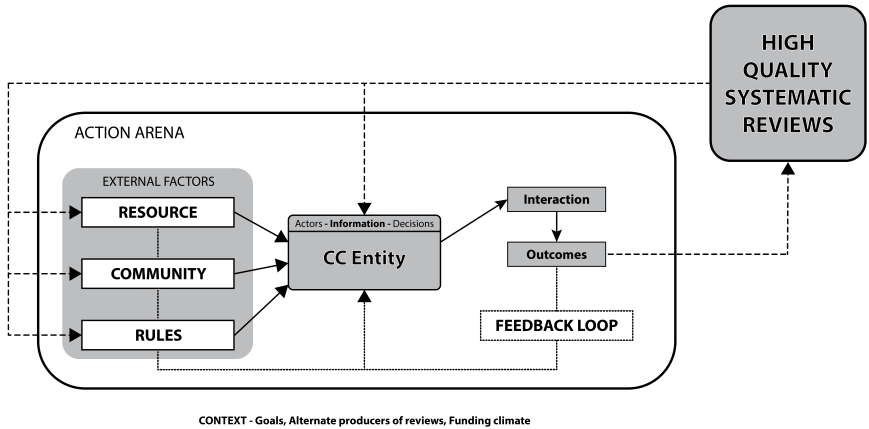 HIGH
QUALITY
SYSTEMATIC
REVIEWS
ACTION ARENA
EXTERNAL FACTORS
RESOURCE
COMMUNITY
RULES
Actors - Information - Decisions
CC Entity
Interaction
Outcomes
FEEDBACK LOOP
CONTEXT - Goals, Alternate producers of reviews, Funding climate